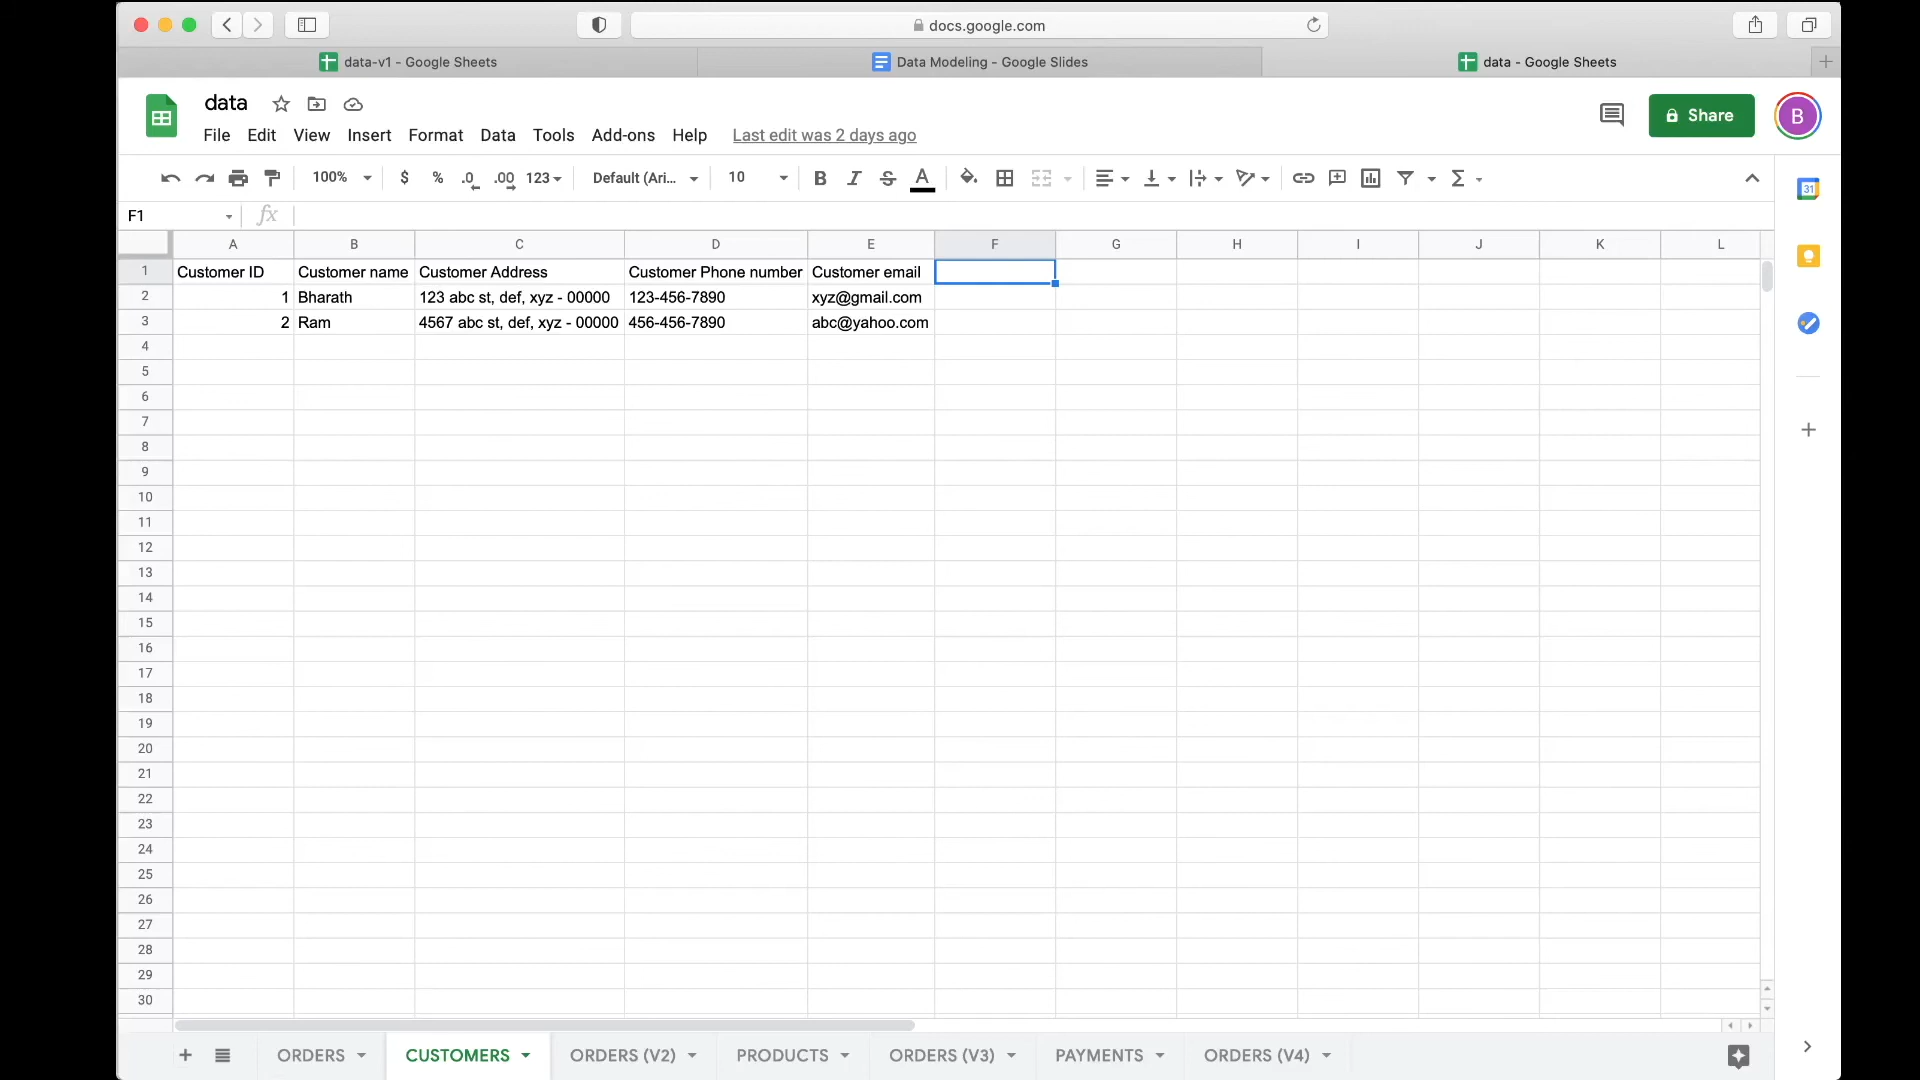 docs.google.com
data-v1 - Google Sheets
Data Modeling - Google Slides
data - Google Sheets
data
File Edit View Insert Format Data Tools Add-ons Help Last edit was 2 days ago
Share
B
100% $ % .0 .00 123 Default (Ari... 10 B I S A
31
F1 fx
A B C D E F G H I J K L
1 Customer ID Customer name Customer Address Customer Phone number Customer email
2 1 Bharath 123 abc st, def, xyz - 00000 123-456-7890 xyz@gmail.com
3 2 Ram 4567 abc st, def, xyz - 00000 456-456-7890 abc@yahoo.com
4
5
6
7
8
9
10
11
12
13
14
15
16
17
18
19
20
21
22
23
24
25
26
27
28
29
30
ORDERS CUSTOMERS ORDERS (V2) PRODUCTS ORDERS (V3) PAYMENTS ORDERS (V4)